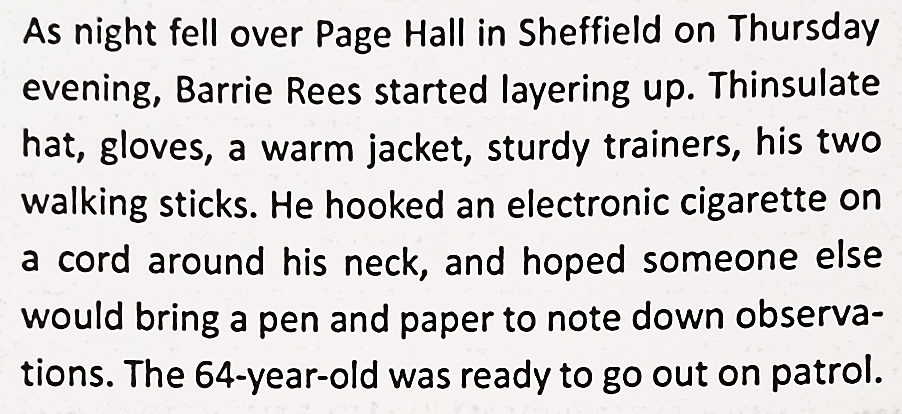 As night fell over Page Hall in Sheffield on Thursday
evening, Barrie Rees started layering up. Thinsulate
hat, gloves, a warm jacket, sturdy trainers, his two
walking sticks. He hooked an electronic cigarette on
a cord around his neck, and hoped someone else
would bring a pen and paper to note down observa-
tions. The 64-year-old was ready to go out on patrol.